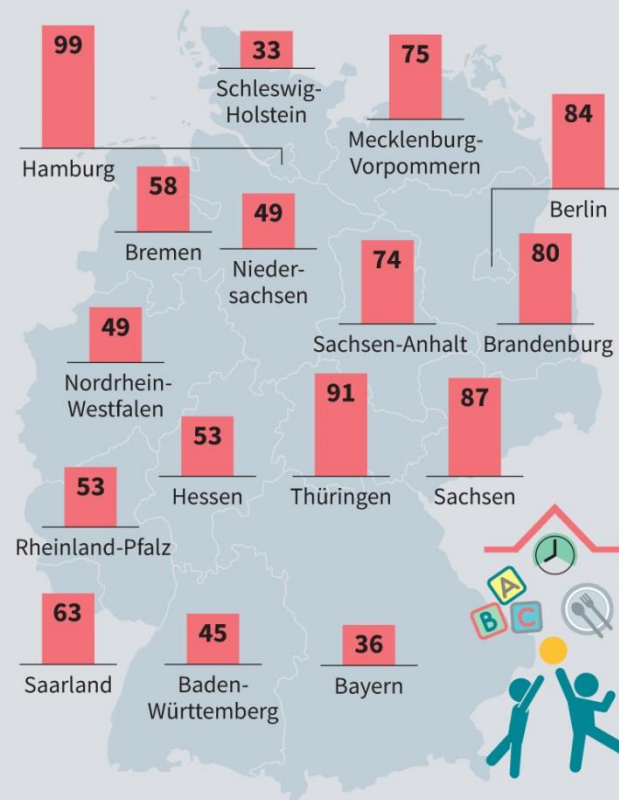 99
Hamburg
33
Schleswig-
Holstein
75
Mecklenburg-
Vorpommern
84
Berlin
58
Bremen
49
Nieder-
sachsen
74
Sachsen-Anhalt
80
Brandenburg
49
Nordrhein-
Westfalen
53
Hessen
91
Thüringen
87
Sachsen
53
Rheinland-Pfalz
63
Saarland
45
Baden-
Württemberg
36
Bayern
A
B
C